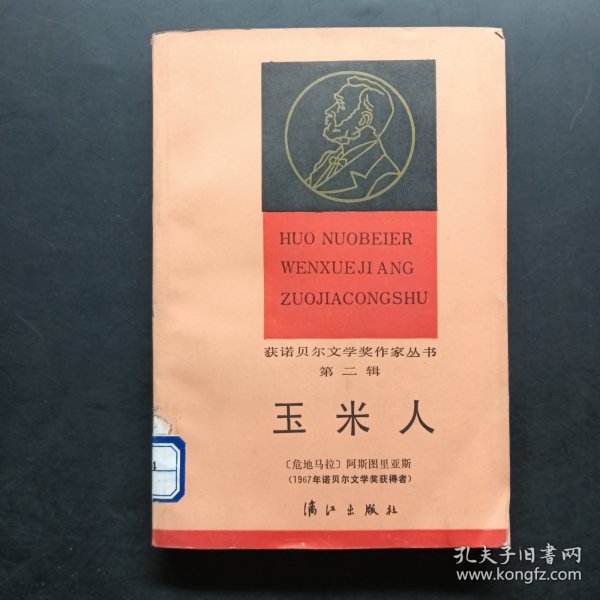 HUO NUOBEIER
WENXUEJIANG
ZUOJIACONGSHU
获诺贝尔文学奖作家丛书
第二辑
玉米人
〔危地马拉〕阿斯图里亚斯
(1967年诺贝尔文学奖获得者)
漓江出版社
孔夫子旧书网
www.kongfz.com